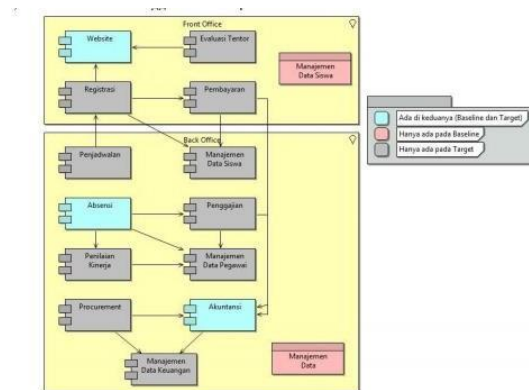 Front Office
Website
Evaluasi Tentor
Manajemen
Data Siswa
Registrasi
Pembayaran
Back Office
Penjadwalan
Manajemen
Data Siswa
Absensi
Penggajian
Penilaian
Kinerja
Manajemen
Data Pegawai
Procurement
Akuntansi
Manajemen
Data Keuangan
Manajemen
Data
Ada di keduanya (Baseline dan Target)
Hanya ada pada Baseline
Hanya ada pada Target